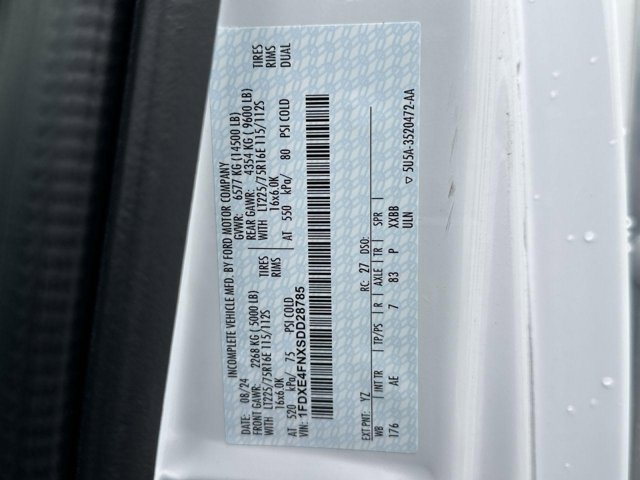 INCOMPLETE VEHICLE MFD. BY FORD MOTOR COMPANY
DATE: 08/24 GVWR: 6577 KG (14500 LB)
FRONT GAWR: 2268 KG (5000 LB) REAR GAWR: 4354 KG (9600 LB)
WITH LT225/75R16E 115/112S TIRES WITH LT225/75R16E 115/112S TIRES
16x6.0K RIMS 16x6.0K RIMS
AT 520 kPa/ 75 PSI COLD AT 550 kPa/ 80 PSI COLD DUAL
VIN: 1FDXE4FNXSDD28785
EXT PNT: YZ RC: 27 DSO:
WB INT TR TP/PS R AXLE TR SPR
176 AE 7 83 P XXBB
ULN
▽ 5U5A-3520472-AA